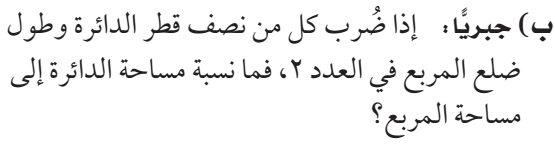 ب) جبريًّا: إذا ضُرب كل من نصف قطر الدائرة وطول
ضلع المربع في العدد ٢، فما نسبة مساحة الدائرة إلى
مساحة المربع؟